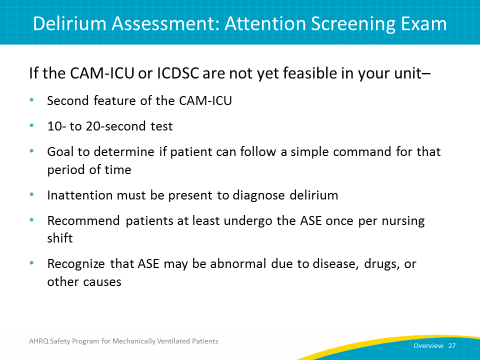 Delirium Assessment: Attention Screening Exam
If the CAM-ICU or ICDSC are not yet feasible in your unit–
• Second feature of the CAM-ICU
• 10- to 20-second test
• Goal to determine if patient can follow a simple command for that
period of time
• Inattention must be present to diagnose delirium
• Recommend patients at least undergo the ASE once per nursing
shift
• Recognize that ASE may be abnormal due to disease, drugs, or
other causes
AHRQ Safety Program for Mechanically Ventilated Patients
Overview 27